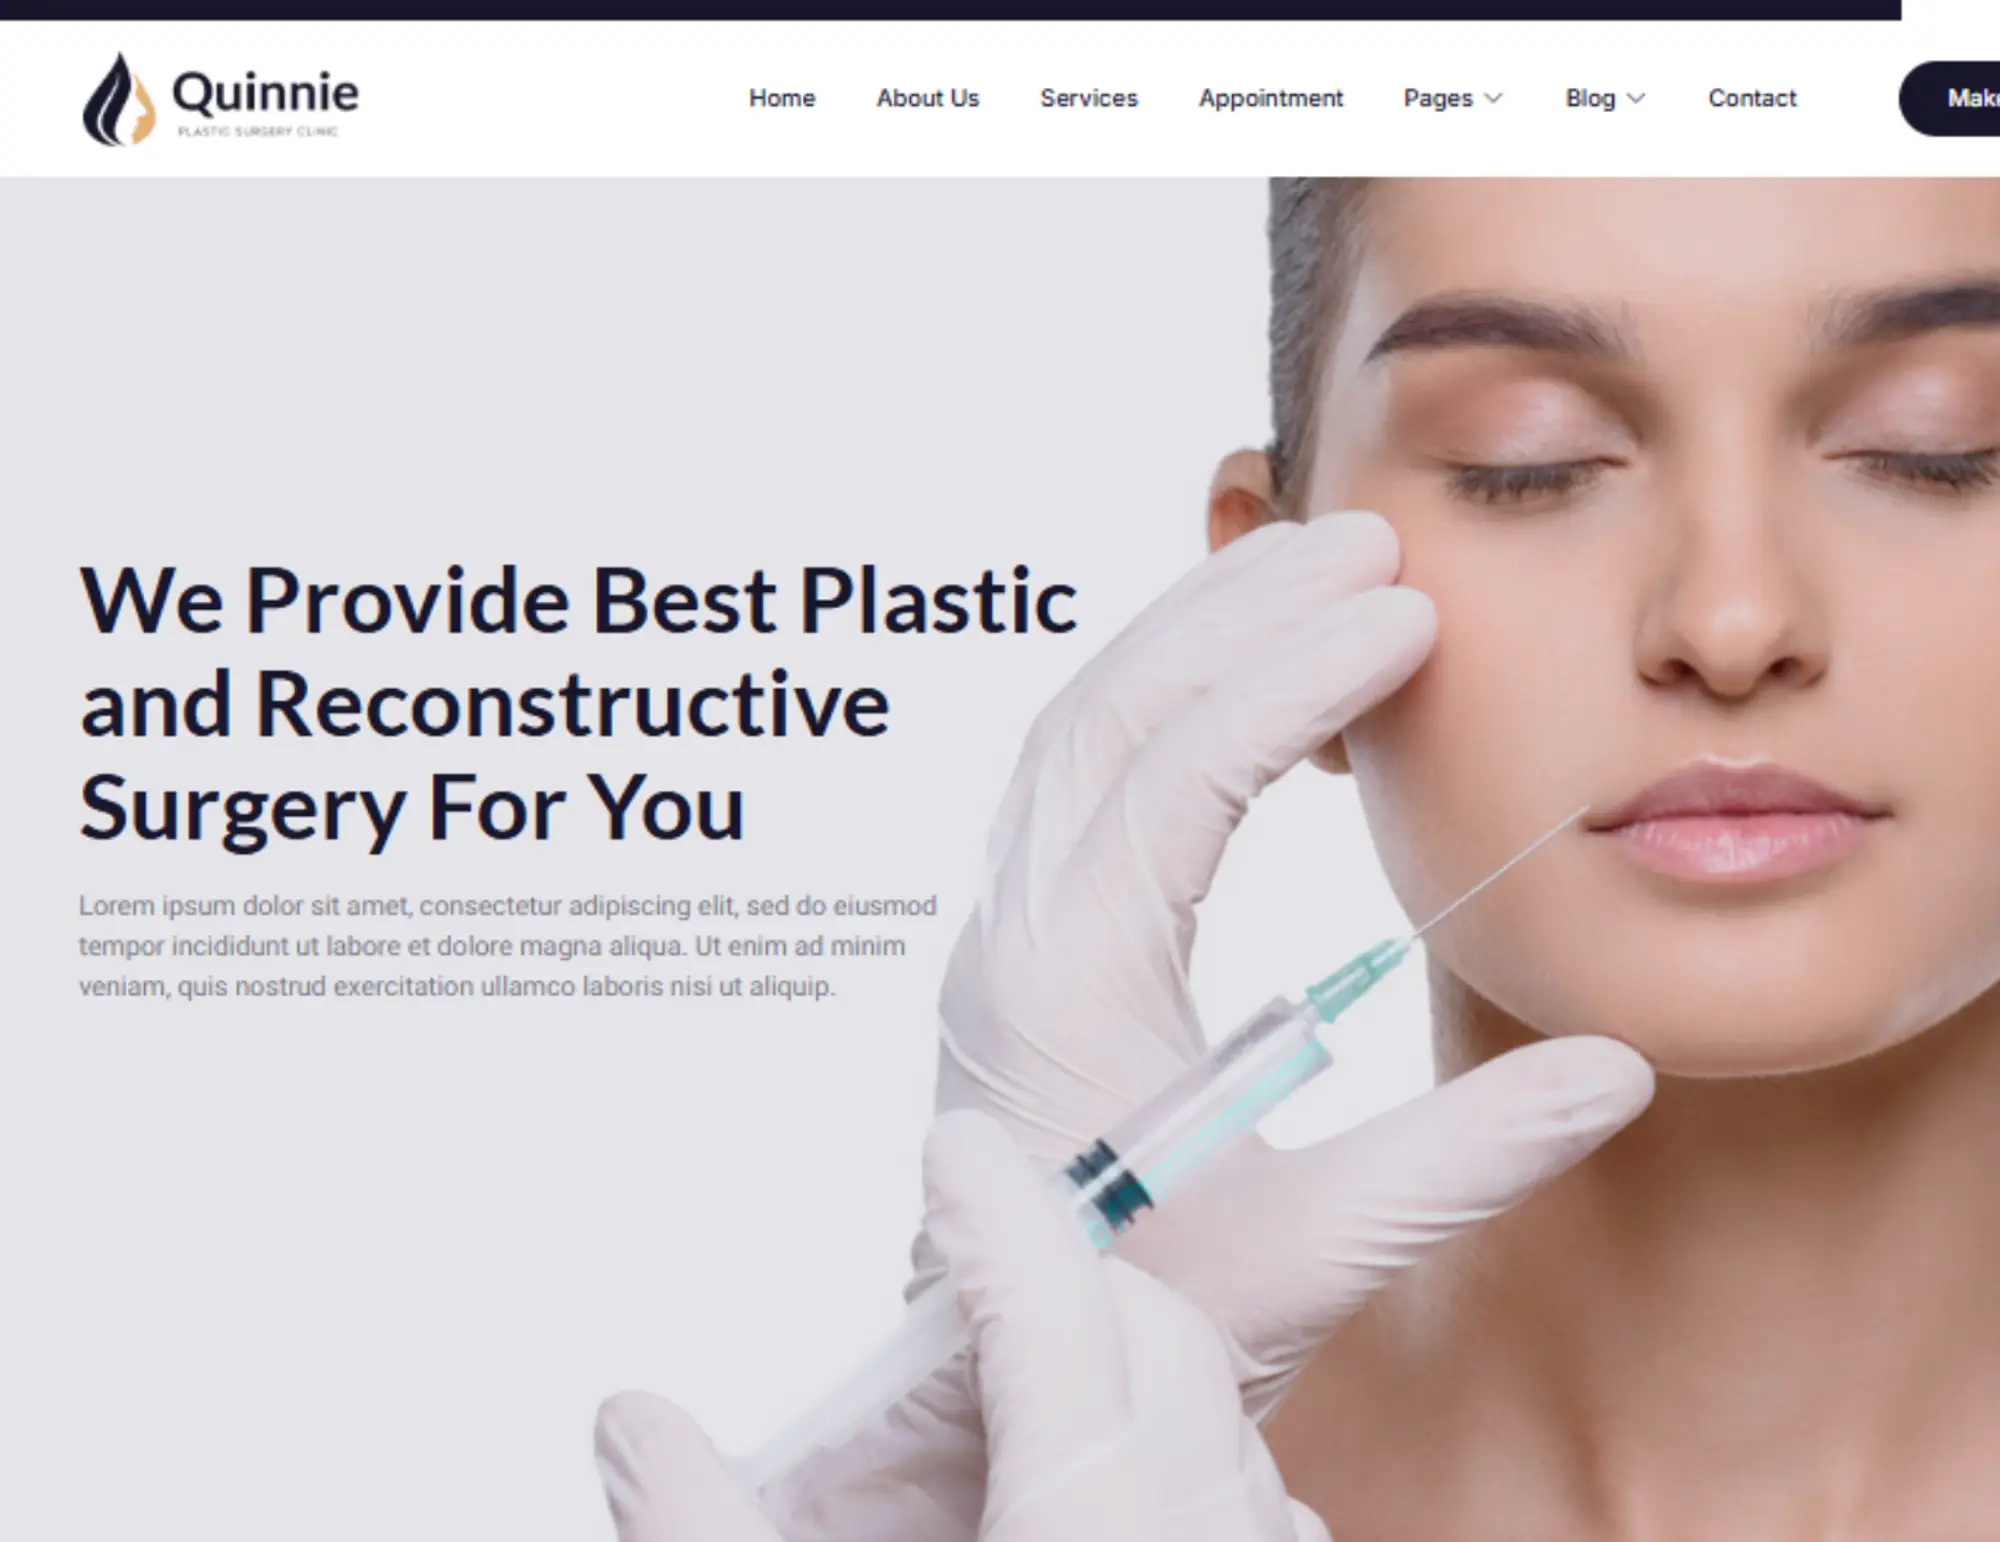 Quinnie
PLASTIC SURGERY CLINIC
Home
About Us
Services
Appointment
Pages
Blog
Contact
We Provide Best Plastic
and Reconstructive
Surgery For You
Lorem ipsum dolor sit amet, consectetur adipiscing elit, sed do eiusmod
tempor incididunt ut labore et dolore magna aliqua. Ut enim ad minim
veniam, quis nostrud exercitation ullamco laboris nisi ut aliquip.